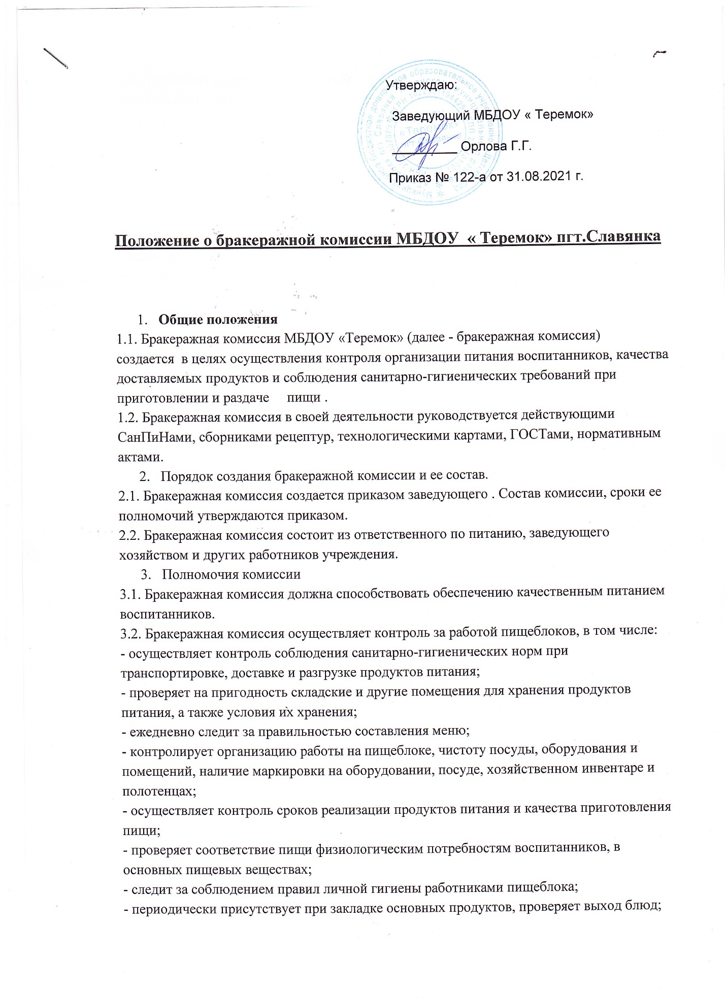 Утверждаю:
Заведующий МБДОУ « Теремок»
_________ Орлова Г.Г.
Приказ № 122-а от 31.08.2021 г.
Положение о бракеражной комиссии МБДОУ « Теремок» пгт.Славянка
1. Общие положения
1.1. Бракеражная комиссия МБДОУ «Теремок» (далее - бракеражная комиссия)
создается в целях осуществления контроля организации питания воспитанников, качества
доставляемых продуктов и соблюдения санитарно-гигиенических требований при
приготовлении и раздаче пищи .
1.2. Бракеражная комиссия в своей деятельности руководствуется действующими
СанПиНами, сборниками рецептур, технологическими картами, ГОСТами, нормативным
актами.
2. Порядок создания бракеражной комиссии и ее состав.
2.1. Бракеражная комиссия создается приказом заведующего . Состав комиссии, сроки ее
полномочий утверждаются приказом.
2.2. Бракеражная комиссия состоит из ответственного по питанию, заведующего
хозяйством и других работников учреждения.
3. Полномочия комиссии
3.1. Бракеражная комиссия должна способствовать обеспечению качественным питанием
воспитанников.
3.2. Бракеражная комиссия осуществляет контроль за работой пищеблоков, в том числе:
- осуществляет контроль соблюдения санитарно-гигиенических норм при
транспортировке, доставке и разгрузке продуктов питания;
- проверяет на пригодность складские и другие помещения для хранения продуктов
питания, а также условия их хранения;
- ежедневно следит за правильностью составления меню;
- контролирует организацию работы на пищеблоке, чистоту посуды, оборудования и
помещений, наличие маркировки на оборудовании, посуде, хозяйственном инвентаре и
полотенцах;
- осуществляет контроль сроков реализации продуктов питания и качества приготовления
пищи;
- проверяет соответствие пищи физиологическим потребностям воспитанников, в
основных пищевых веществах;
- следит за соблюдением правил личной гигиены работниками пищеблока;
- периодически присутствует при закладке основных продуктов, проверяет выход блюд;